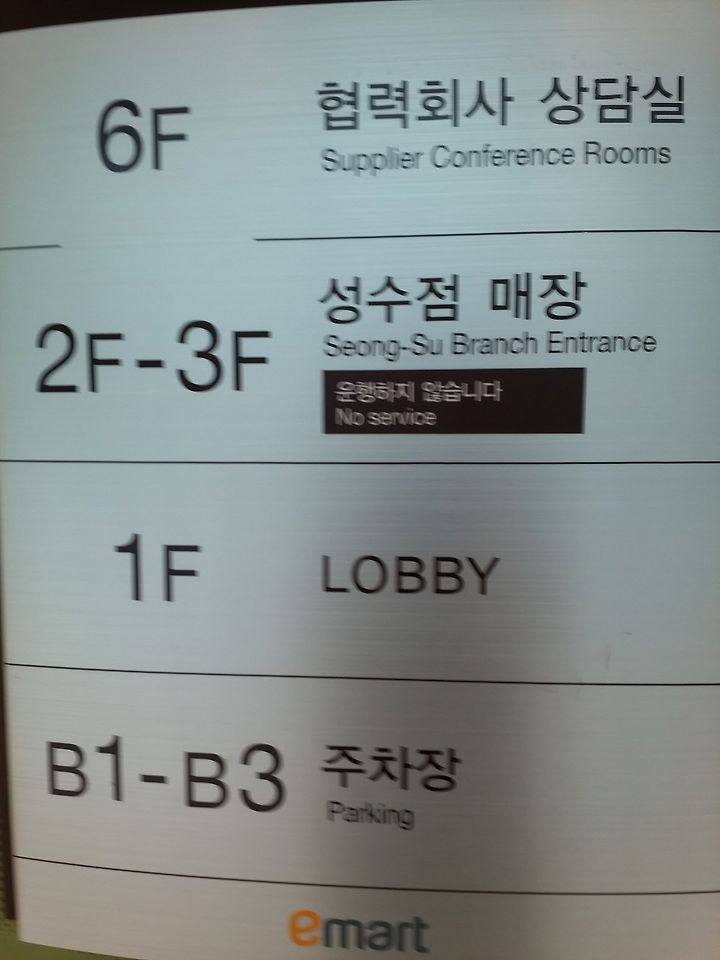 6F 협력회사 상담실
Supplier Conference Rooms
2F-3F 성수점 매장
Seong-Su Branch Entrance
운행하지 않습니다
No service
1F LOBBY
B1-B3 주차장
Parking
emart